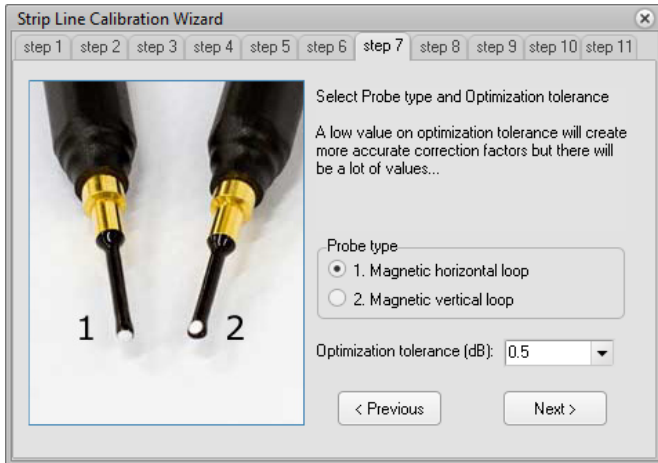 Strip Line Calibration Wizard
step 1 step 2 step 3 step 4 step 5 step 6 step 7 step 8 step 9 step 10 step 11
Select Probe type and Optimization tolerance
A low value on optimization tolerance will create
more accurate correction factors but there will
be a lot of values...
Probe type
1. Magnetic horizontal loop
2. Magnetic vertical loop
1 2
Optimization tolerance (dB): 0.5
< Previous Next >